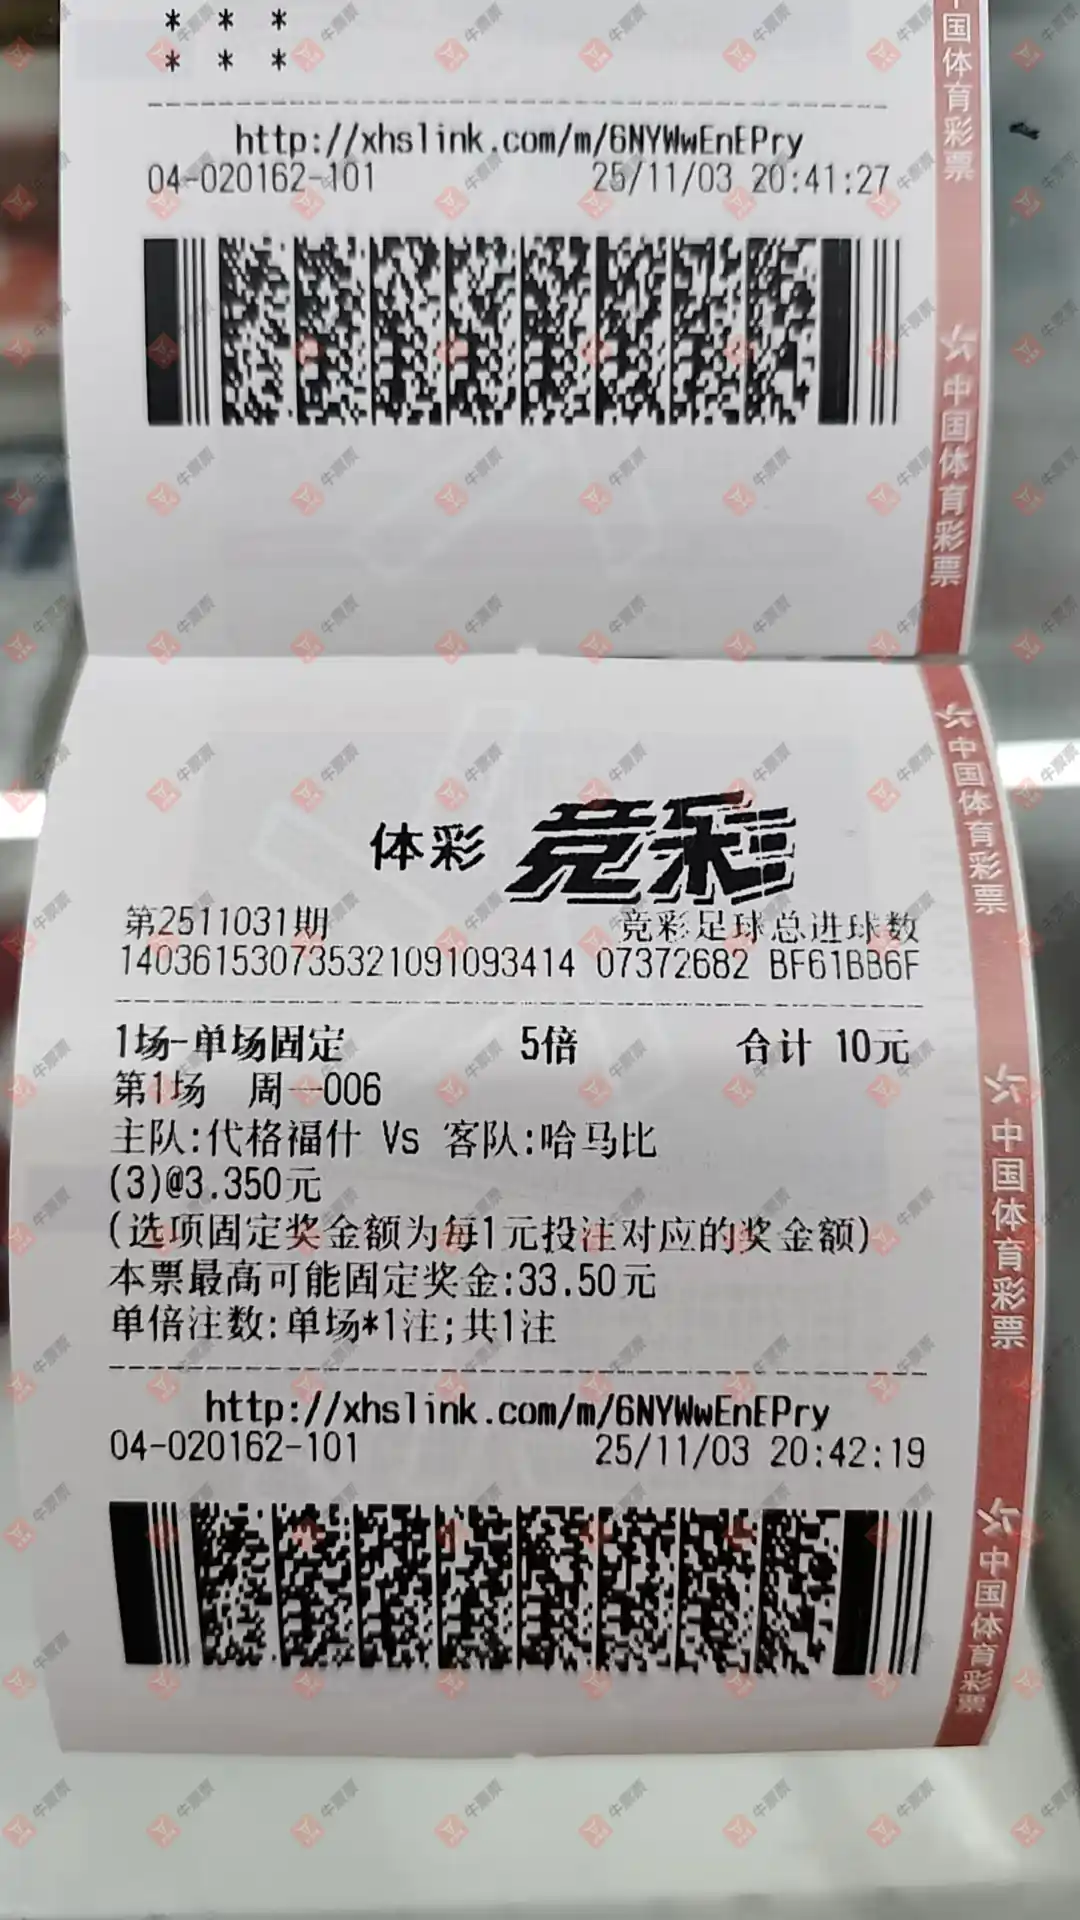 * * *
* * *
http://xhslink.com/m/6NYWwEnEPry
04-020162-101 25/11/03 20:41:27
中国体育彩票
中国体育彩票
体彩 竞彩
第2511031期 竞彩足球总进球数
140361530735321091093414 07372682 BF61BB6F
1场-单场固定 5倍 合计 10元
第1场 周一006
主队:代格福什 Vs 客队:哈马比
(3)@3.350元
(选项固定奖金额为每1元投注对应的奖金额)
本票最高可能固定奖金:33.50元
单倍注数:单场*1注;共1注
http://xhslink.com/m/6NYWwEnEPry
04-020162-101 25/11/03 20:42:19
中国体育彩票
中国体育彩票
中国体育彩票
牛票票